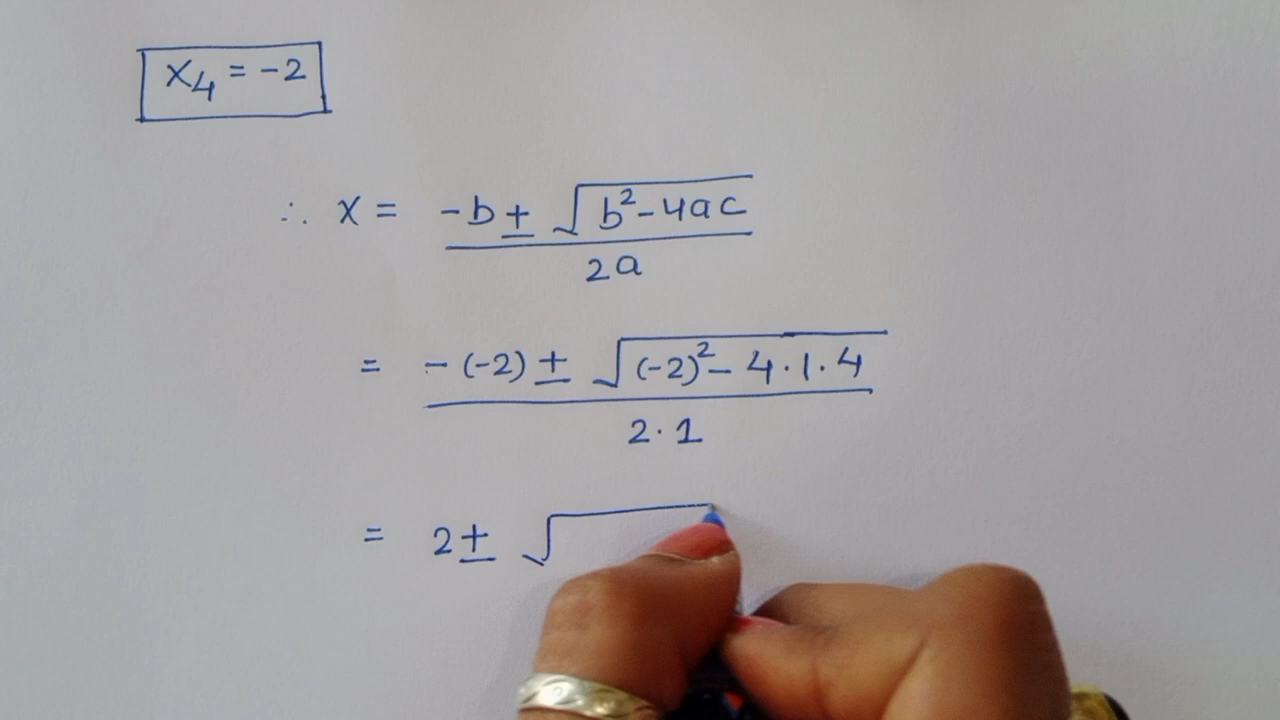 x₄ = -2
∴ x = -b ± √(b² - 4ac)
2a
= -(-2) ± √((-2)² - 4·1·4)
2·1
= 2 ± √